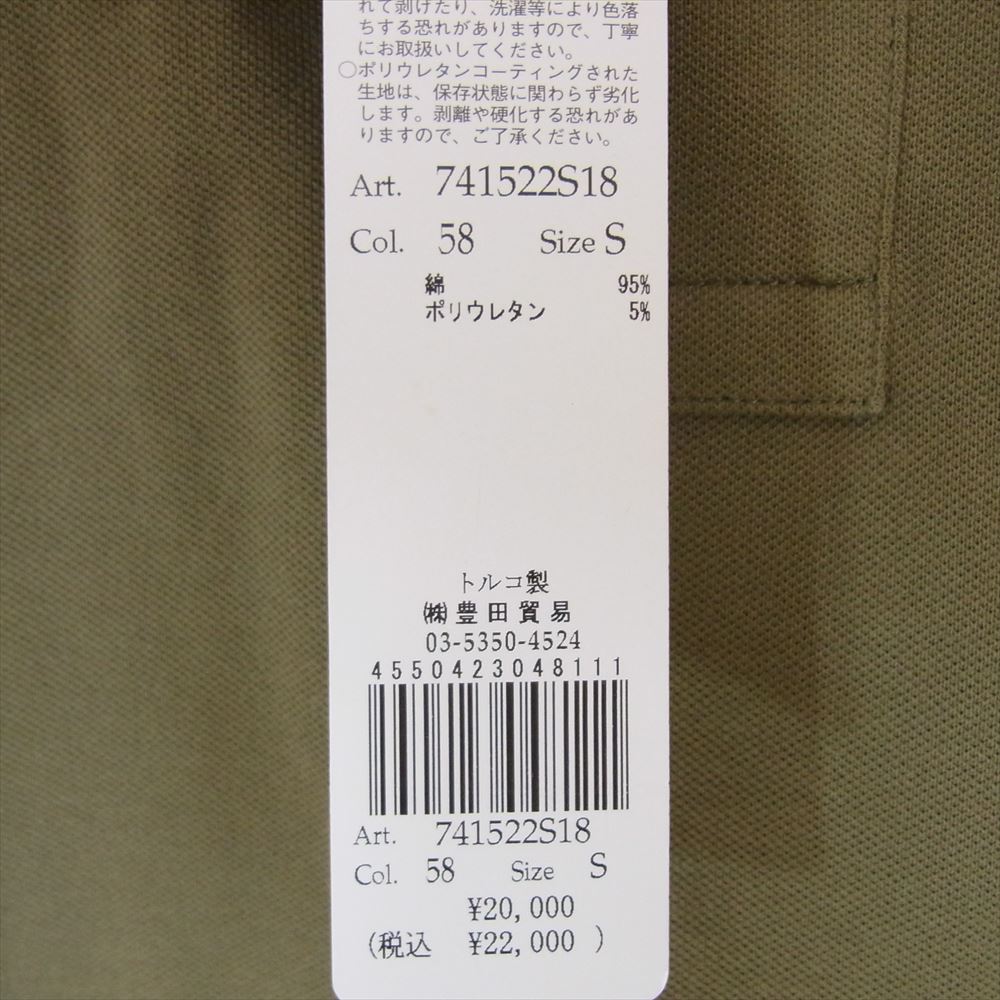 れて剥げたり、洗濯等により色落
ちする恐れがありますので、丁寧
にお取扱いしてください。
○ポリウレタンコーティングされた
生地は、保存状態に関わらず劣化
します。剥離や硬化する恐れがあ
りますので、ご了承ください。
Art. 741522S18
Col. 58 Size S
綿 95%
ポリウレタン 5%
トルコ製
㈱豊田貿易
03-5350-4524
4550423048111
Art. 741522S18
Col. 58 Size S
¥20,000
(税込 ¥22,000 )